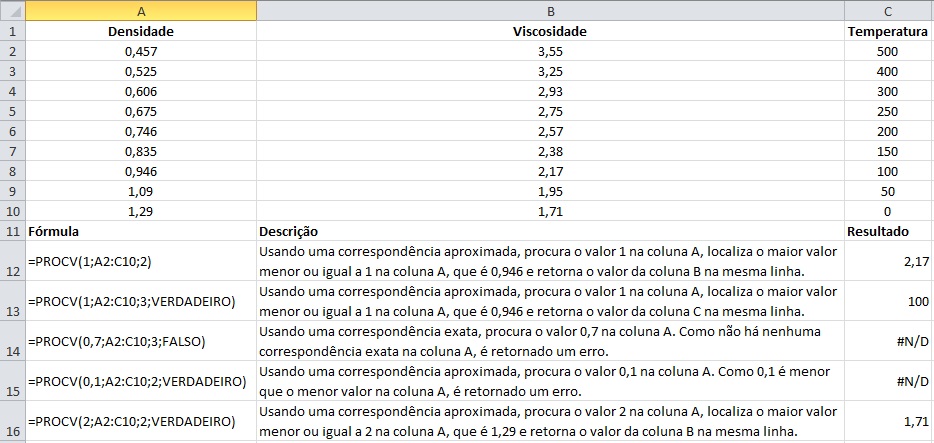 A B C
1 Densidade Viscosidade Temperatura
2 0,457 3,55 500
3 0,525 3,25 400
4 0,606 2,93 300
5 0,675 2,75 250
6 0,746 2,57 200
7 0,835 2,38 150
8 0,946 2,17 100
9 1,09 1,95 50
10 1,29 1,71 0
11 Fórmula Descrição Resultado
Usando uma correspondência aproximada, procura o valor 1 na coluna A, localiza o maior valor
12 =PROCV(1;A2:C10;2) menor ou igual a 1 na coluna A, que é 0,946 e retorna o valor da coluna B na mesma linha. 2,17
Usando uma correspondência aproximada, procura o valor 1 na coluna A, localiza o maior valor
13 =PROCV(1;A2:C10;3;VERDADEIRO) menor ou igual a 1 na coluna A, que é 0,946 e retorna o valor da coluna C na mesma linha. 100
Usando uma correspondência exata, procura o valor 0,7 na coluna A. Como não há nenhuma
14 =PROCV(0,7;A2:C10;3;FALSO) correspondência exata na coluna A, é retornado um erro. #N/D
Usando uma correspondência aproximada, procura o valor 0,1 na coluna A. Como 0,1 é menor
15 =PROCV(0,1;A2:C10;2;VERDADEIRO) que o menor valor na coluna A, é retornado um erro. #N/D
Usando uma correspondência aproximada, procura o valor 2 na coluna A, localiza o maior valor
16 =PROCV(2;A2:C10;2;VERDADEIRO) menor ou igual a 2 na coluna A, que é 1,29 e retorna o valor da coluna B na mesma linha. 1,71